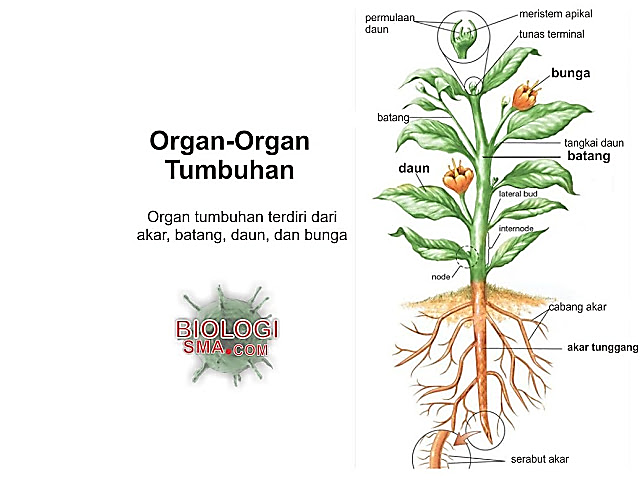 Organ-Organ
Tumbuhan
Organ tumbuhan terdiri dari
akar, batang, daun, dan bunga
BIOLOGI
SMA.COM
permulaan
daun
meristem apikal
tunas terminal
bunga
batang
tangkai daun
batang
daun
lateral bud
internode
node
cabang akar
akar tunggang
serabut akar